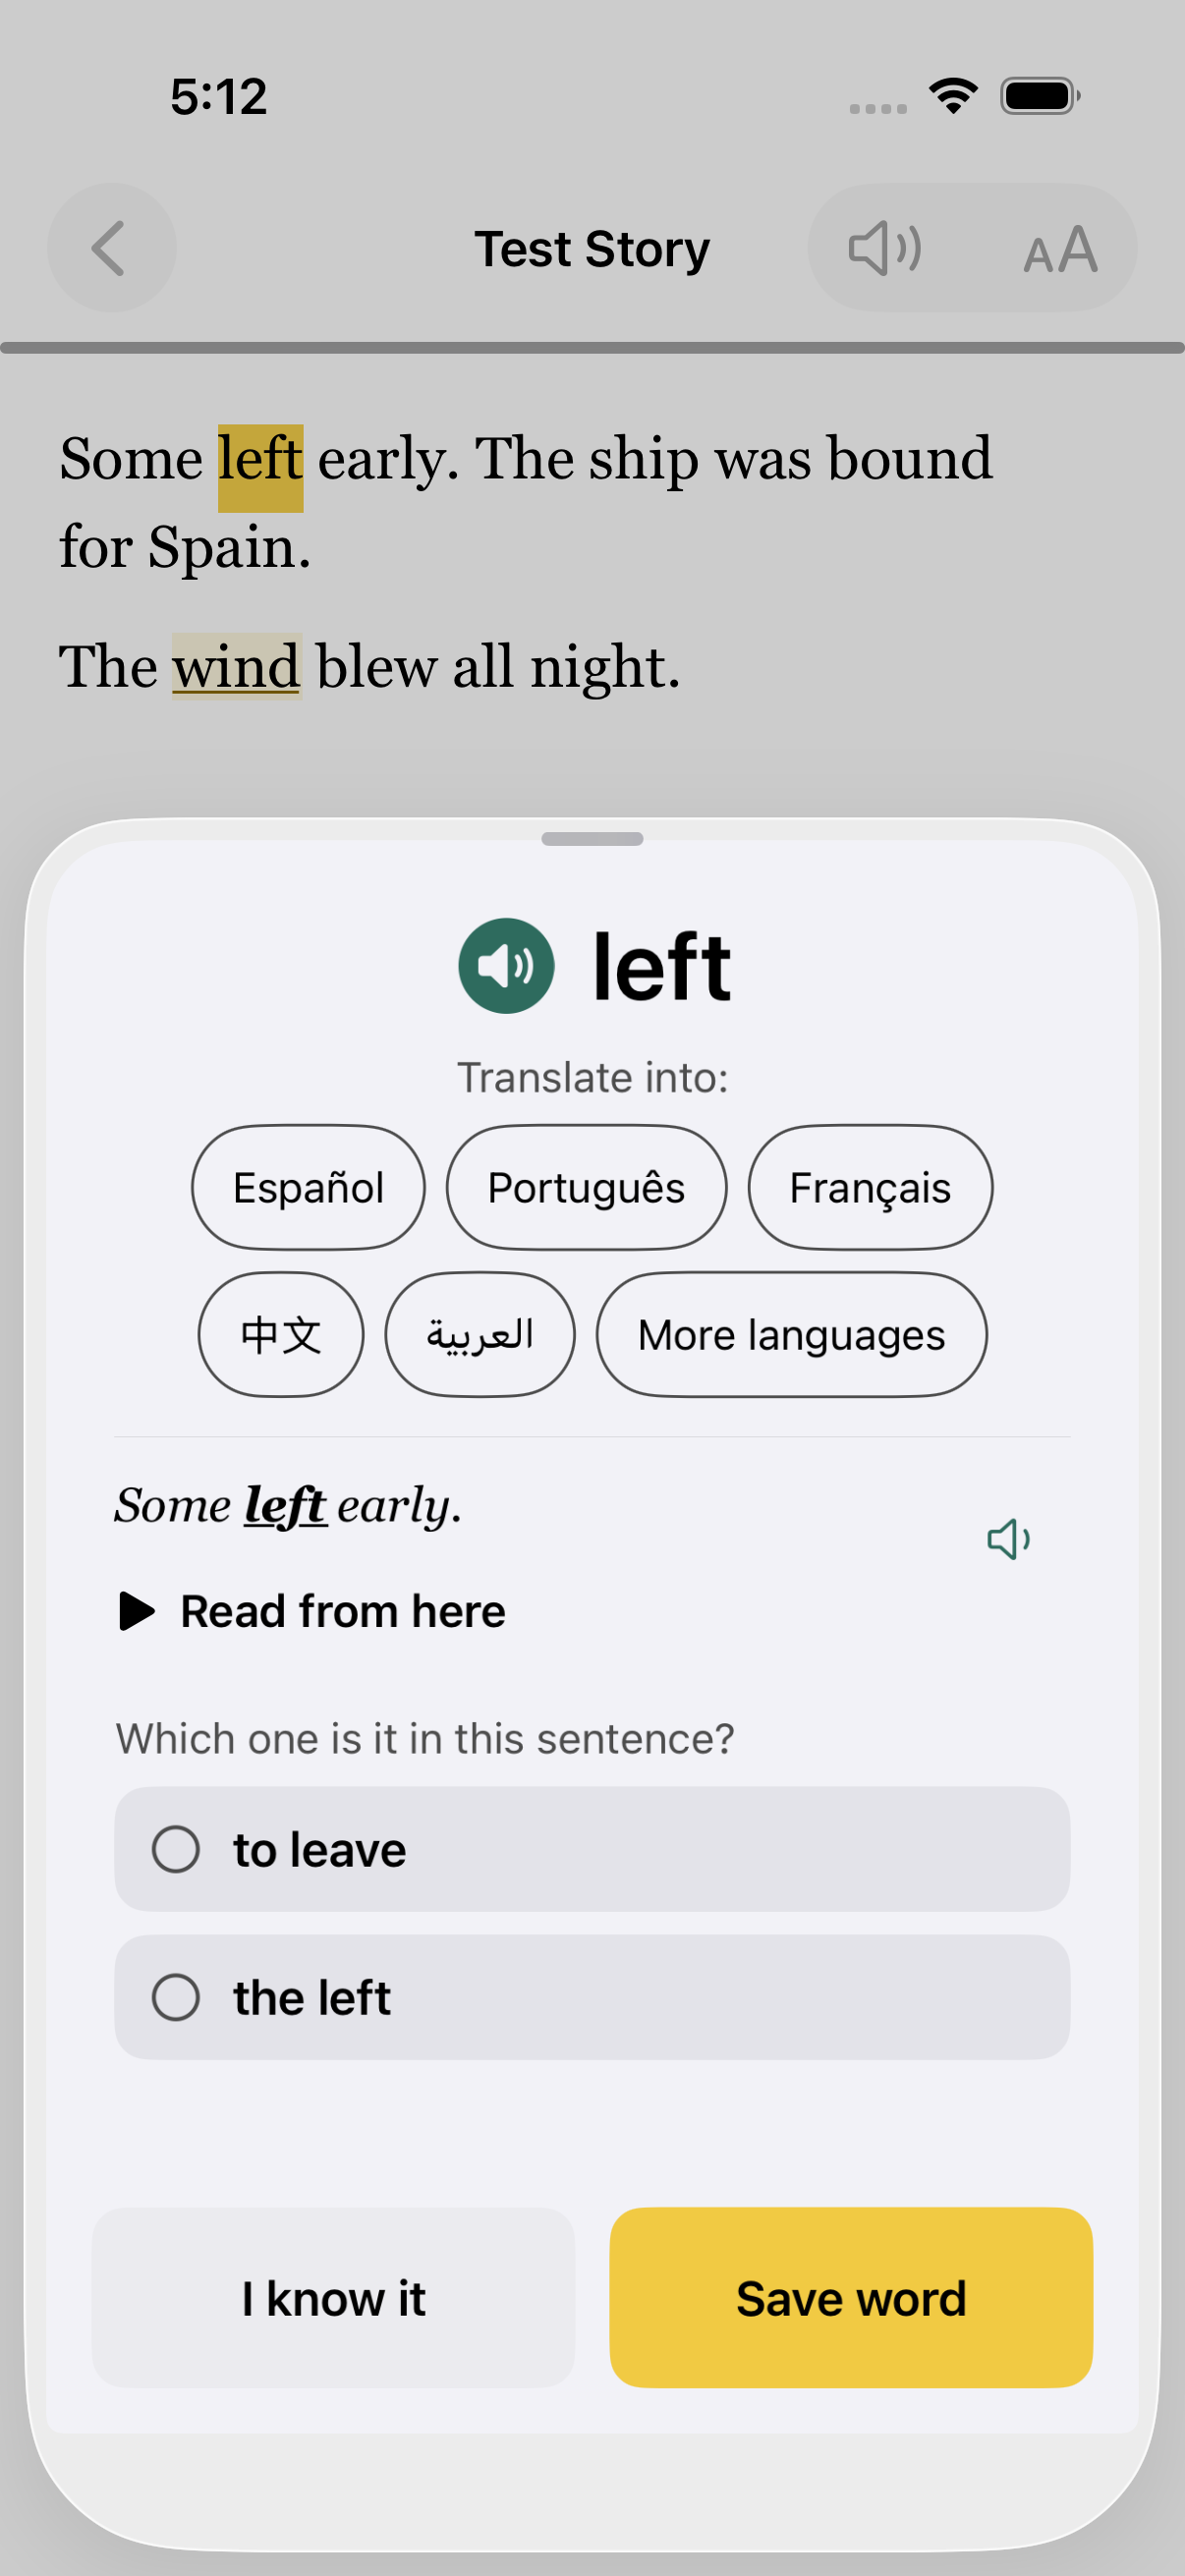 5:12
Test Story
AA
Some left early. The ship was bound
for Spain.
The wind blew all night.
left
Translate into:
Español
Português
Français
中文
العربية
More languages
Some left early.
Read from here
Which one is it in this sentence?
to leave
the left
I know it
Save word